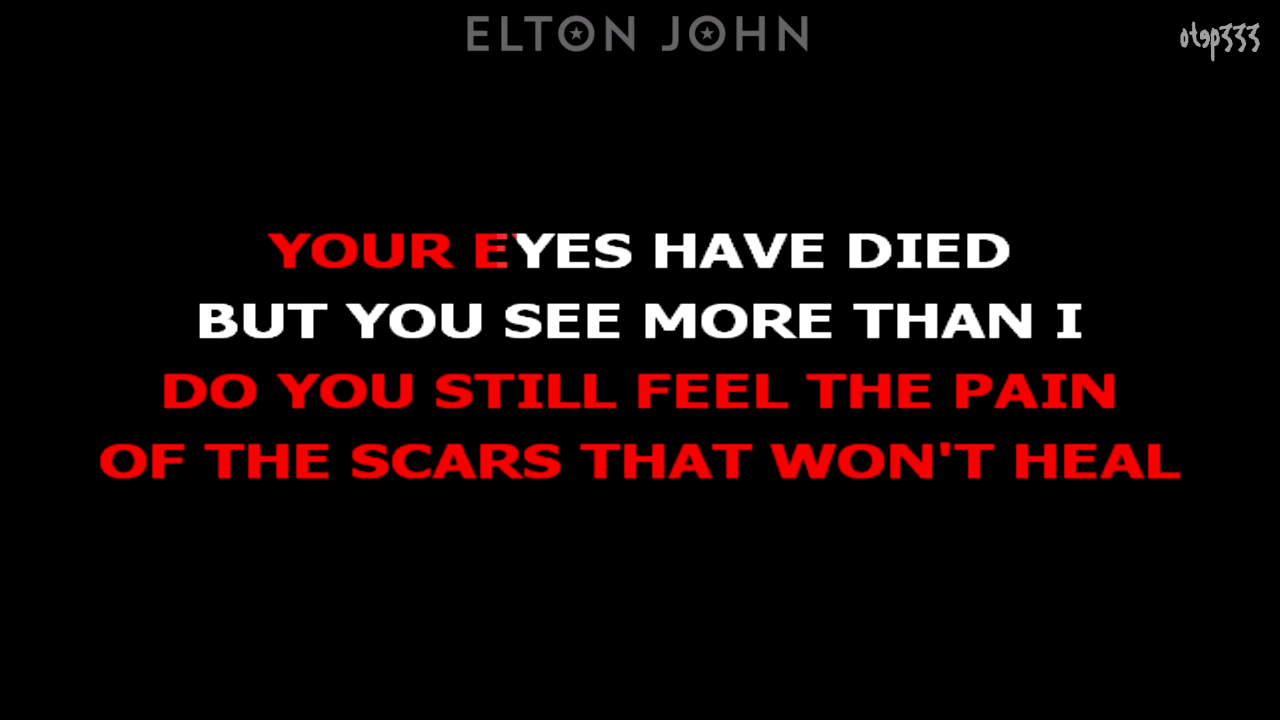 ELTON JOHN
otep333
YOUR EYES HAVE DIED
BUT YOU SEE MORE THAN I
DO YOU STILL FEEL THE PAIN
OF THE SCARS THAT WON'T HEAL